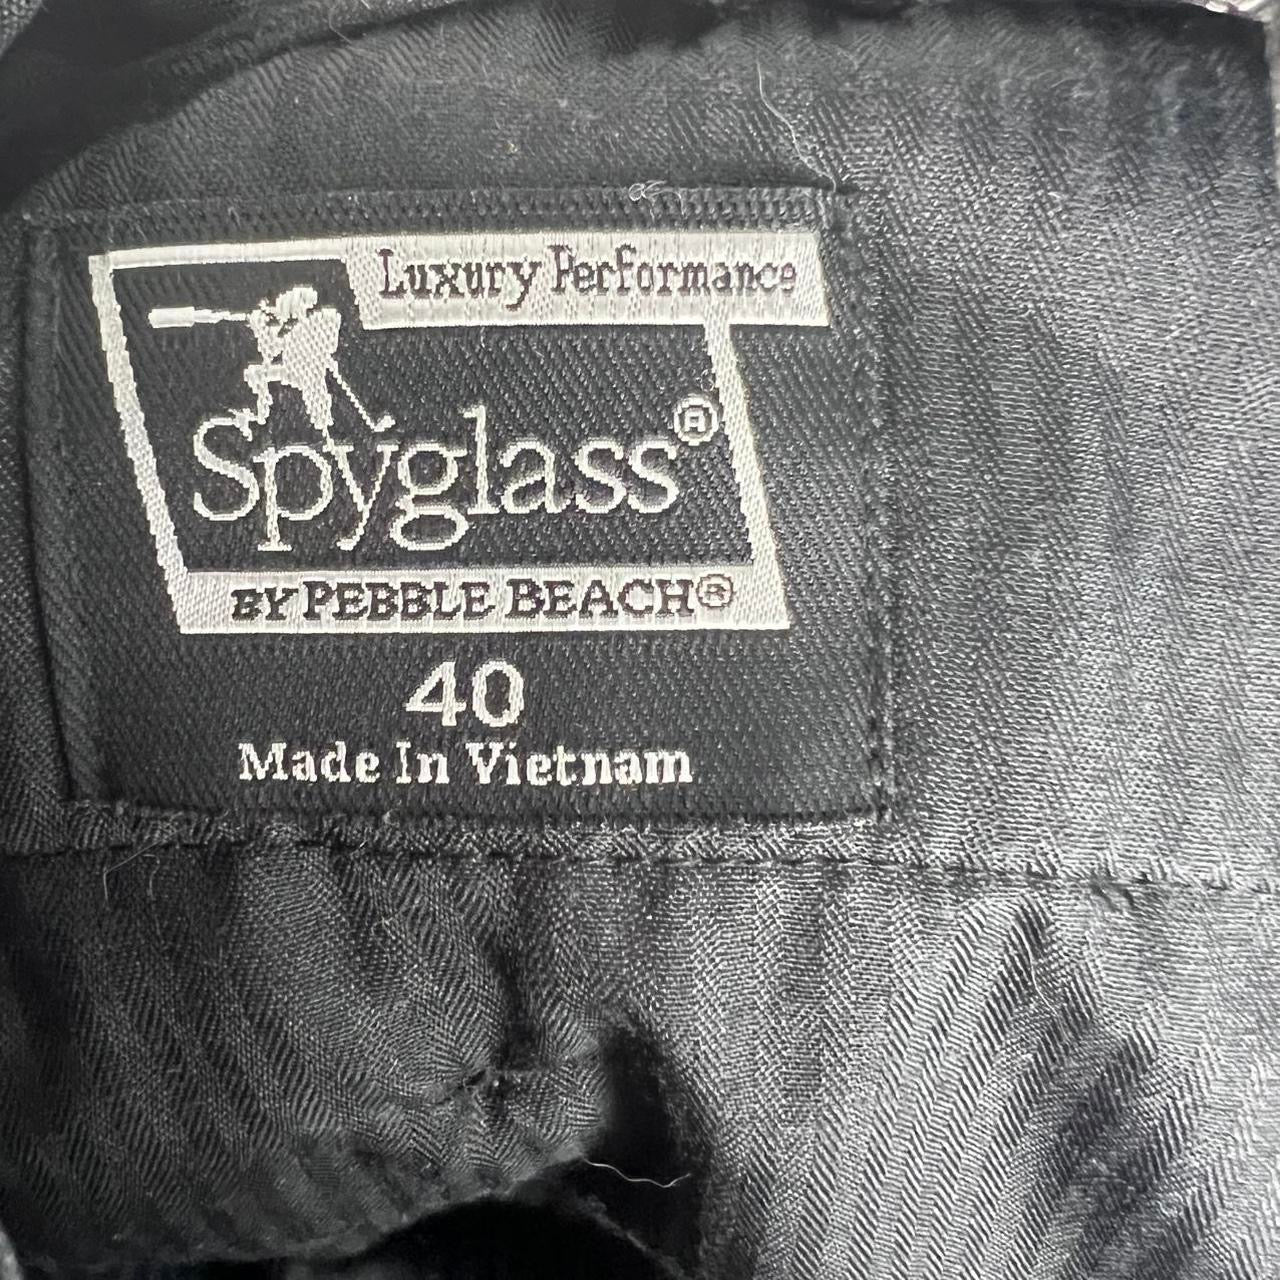 Luxury Performance
Spyglass®
BY PEBBLE BEACH®
40
Made In Vietnam